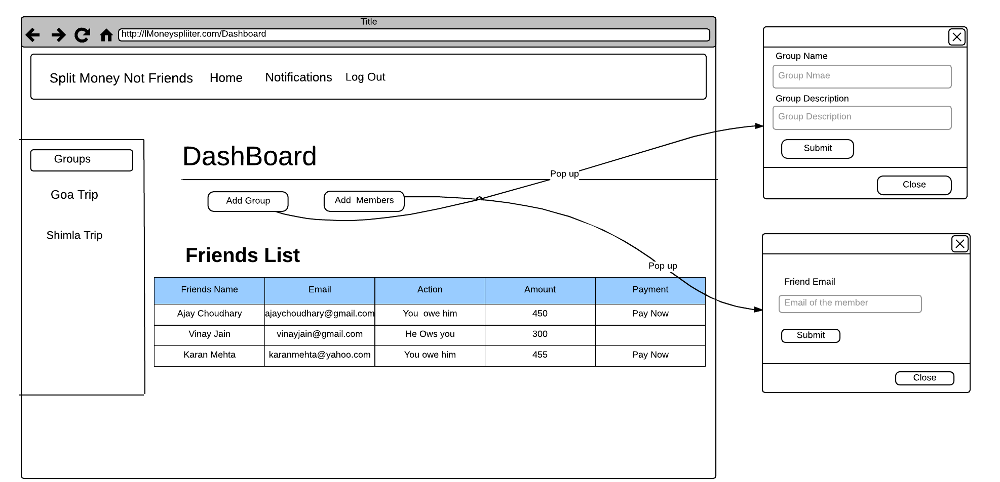 Title
http://IMoneyspliiter.com/Dashboard
Split Money Not Friends Home Notifications Log Out
Groups
Goa Trip
Shimla Trip
DashBoard
Add Group Add Members
Pop up
Pop up
Friends List
Friends Name Email Action Amount Payment
Ajay Choudhary ajaychoudhary@gmail.com You owe him 450 Pay Now
Vinay Jain vinayjain@gmail.com He Ows you 300
Karan Mehta karanmehta@yahoo.com You owe him 455 Pay Now
Group Name
Group Nmae
Group Description
Group Description
Submit
Close
Friend Email
Email of the member
Submit
Close